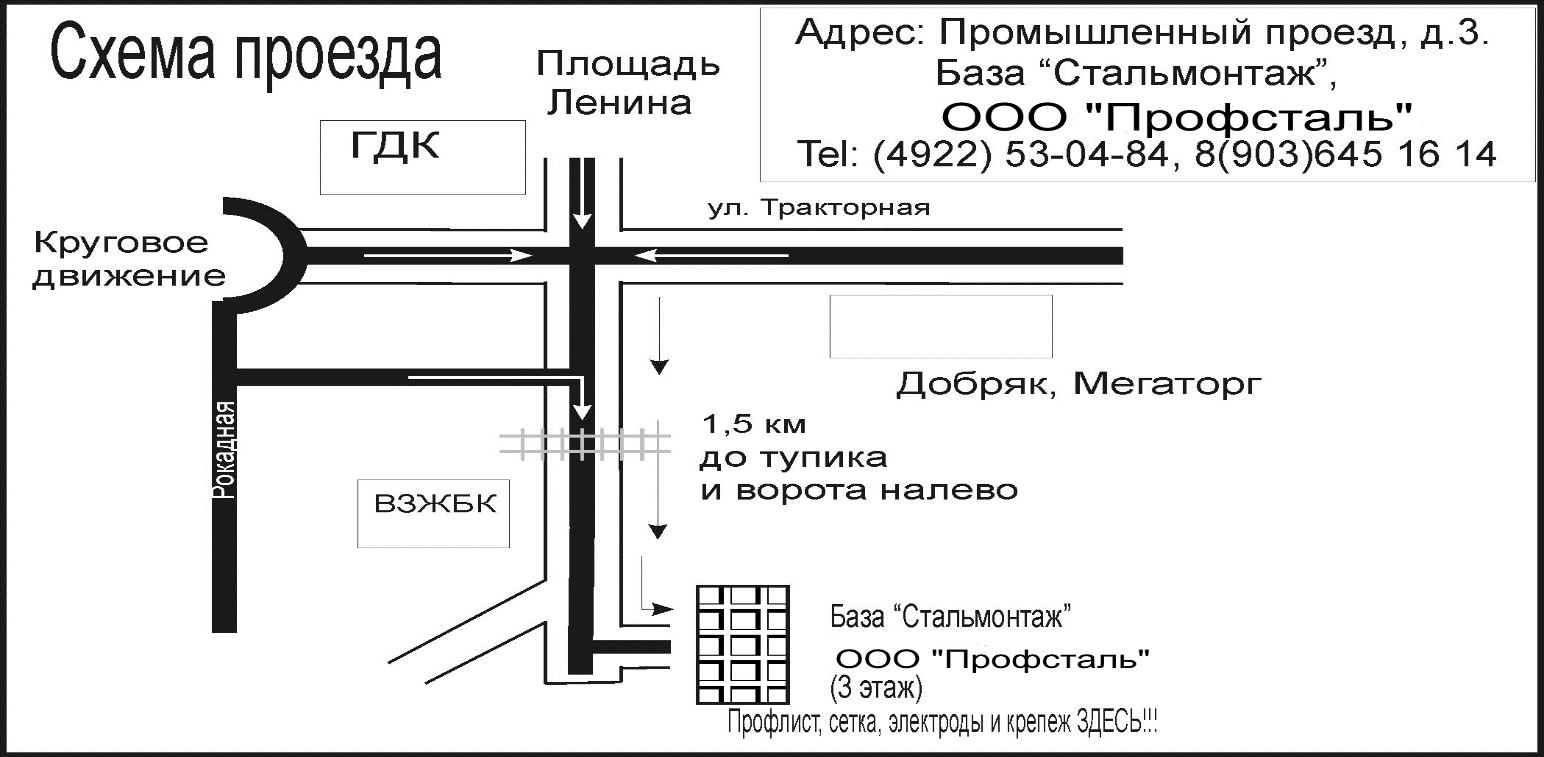 Схема проезда
Площадь
Ленина
Адрес: Промышленный проезд, д.3.
База “Стальмонтаж”,
ООО "Профсталь"
Tel: (4922) 53-04-84, 8(903)645 16 14
ГДК
ул. Тракторная
Круговое
движение
Добряк, Мегаторг
Рокадная
1,5 км
до тупика
и ворота налево
ВЗЖБК
База “Стальмонтаж”
ООО "Профсталь"
(3 этаж)
Профлист, сетка, электроды и крепеж ЗДЕСЬ!!!